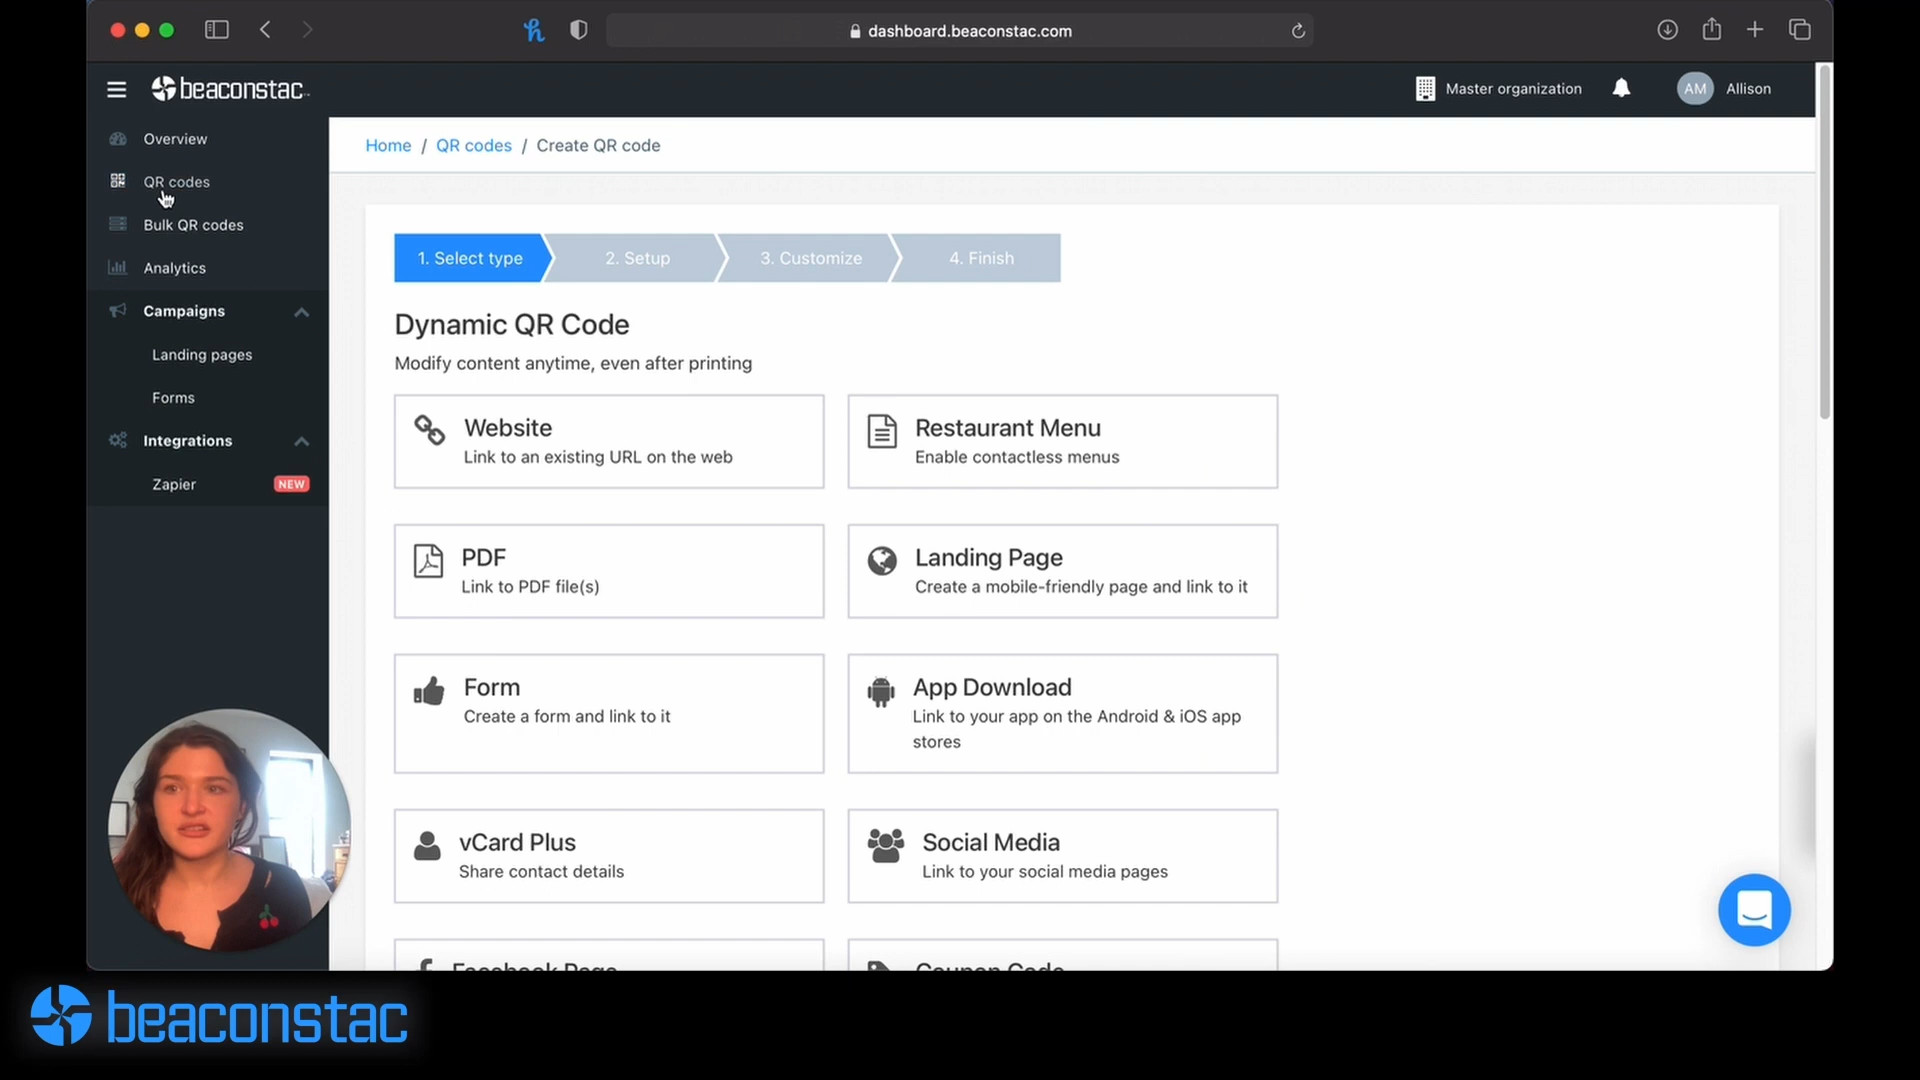 dashboard.beaconstac.com
beaconstac
Master organization
AM
Allison
Overview
QR codes
Bulk QR codes
Analytics
Campaigns
Landing pages
Forms
Integrations
Zapier
NEW
Home / QR codes / Create QR code
1. Select type
2. Setup
3. Customize
4. Finish
Dynamic QR Code
Modify content anytime, even after printing
Website
Link to an existing URL on the web
Restaurant Menu
Enable contactless menus
PDF
Link to PDF file(s)
Landing Page
Create a mobile-friendly page and link to it
Form
Create a form and link to it
App Download
Link to your app on the Android & iOS app
stores
vCard Plus
Share contact details
Social Media
Link to your social media pages
Facebook Page
Coupon Code
beaconstac